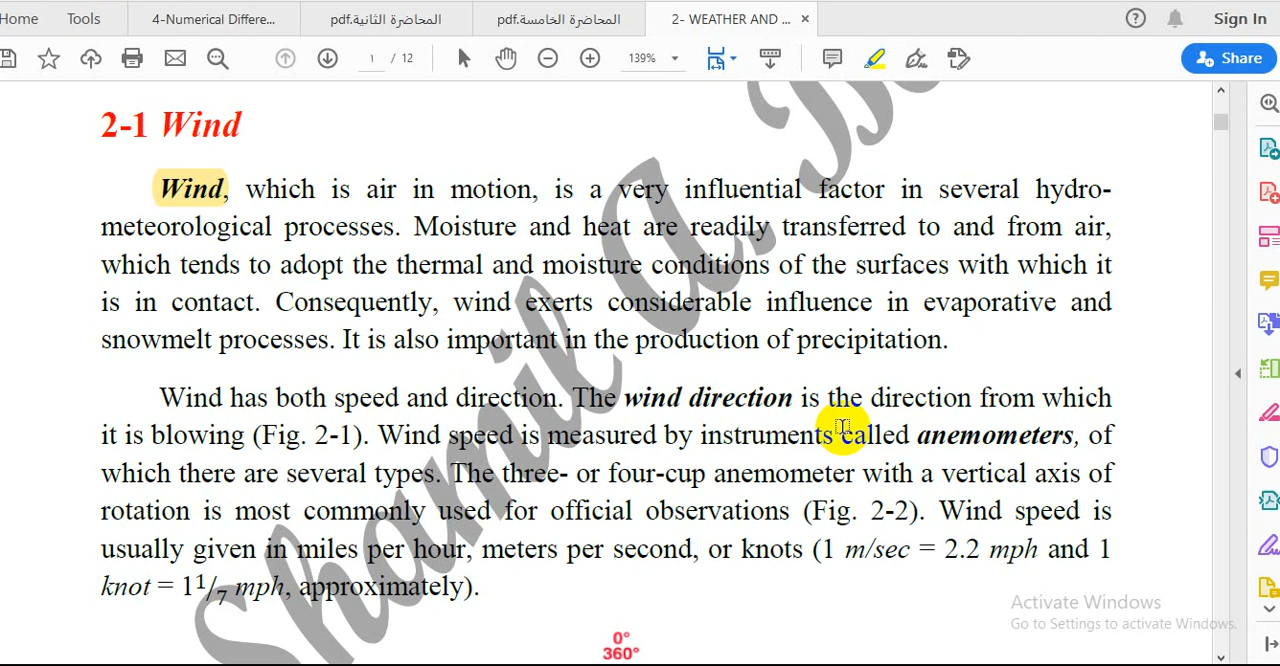 Home Tools 4-Numerical Differe... المحاضرة الثانية.pdf المحاضرة الخامسة.pdf 2- WEATHER AND ... × Sign In
1 / 12 139% Share
2-1 Wind
Wind, which is air in motion, is a very influential factor in several hydro-
meteorological processes. Moisture and heat are readily transferred to and from air,
which tends to adopt the thermal and moisture conditions of the surfaces with which it
is in contact. Consequently, wind exerts considerable influence in evaporative and
snowmelt processes. It is also important in the production of precipitation.
Wind has both speed and direction. The wind direction is the direction from which
it is blowing (Fig. 2-1). Wind speed is measured by instruments called anemometers, of
which there are several types. The three- or four-cup anemometer with a vertical axis of
rotation is most commonly used for official observations (Fig. 2-2). Wind speed is
usually given in miles per hour, meters per second, or knots (1 m/sec = 2.2 mph and 1
knot = 1 1/7 mph, approximately).
Shamil A.
Activate Windows
Go to Settings to activate Windows.
0°
360°